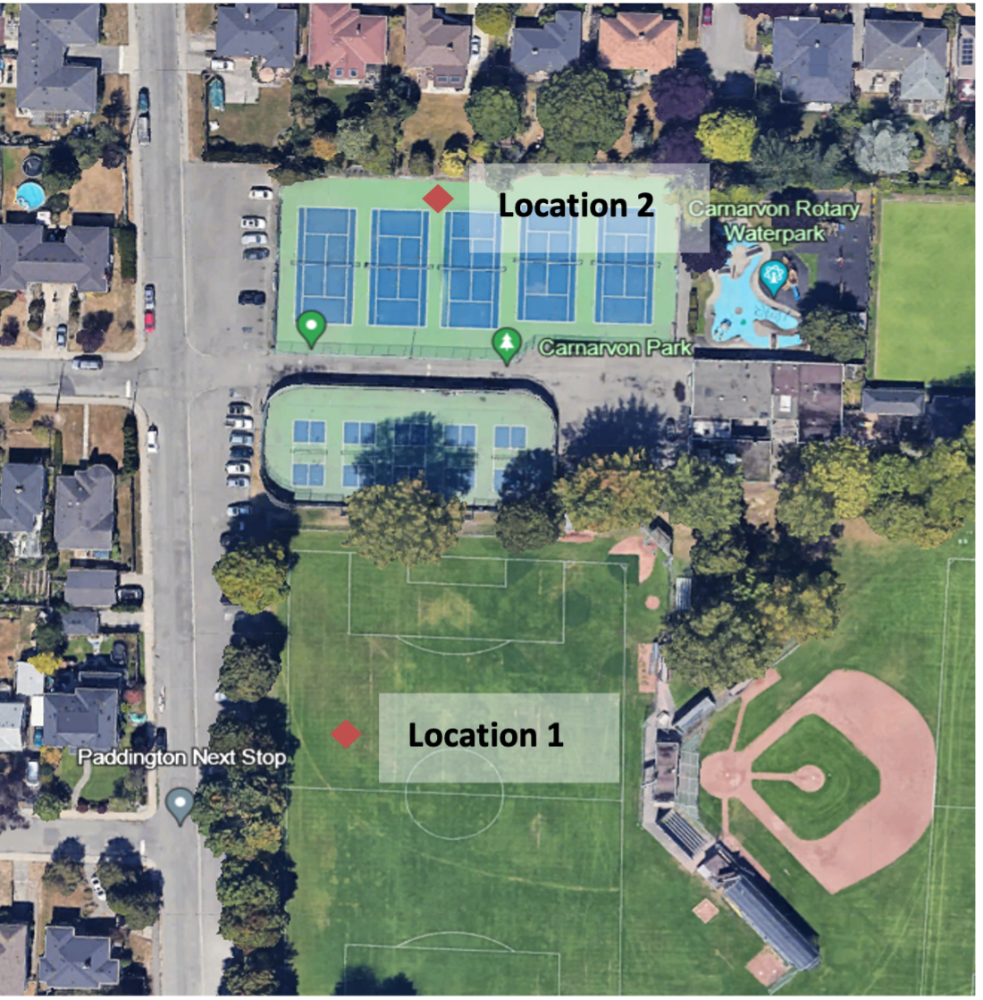 Location 2
Carnarvon Rotary
Waterpark
Carnarvon Park
Location 1
Paddington Next Stop